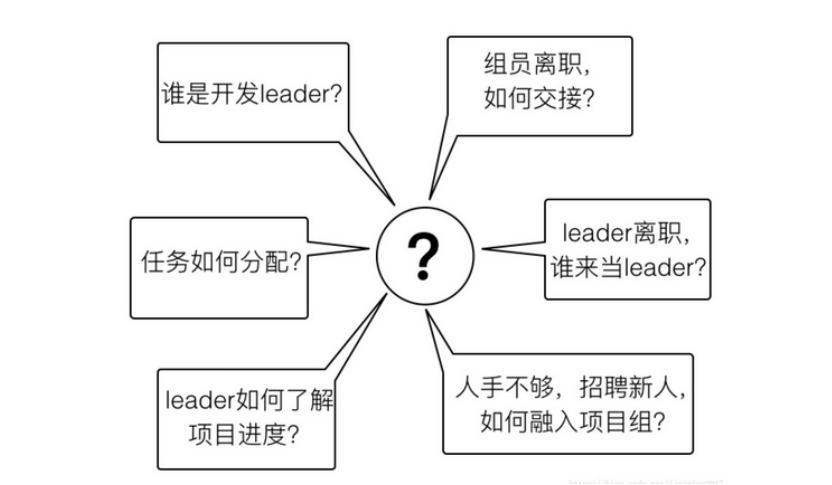 谁是开发leader？
组员离职，
如何交接？
任务如何分配？
leader离职，
谁来当leader？
leader如何了解
项目进度？
人手不够，招聘新人，
如何融入项目组？
?